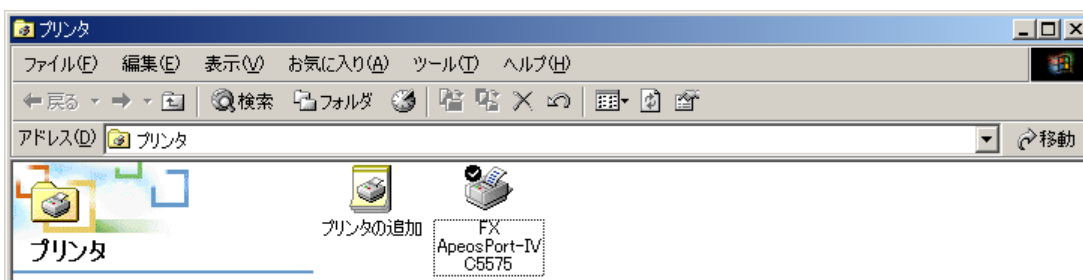 プリンタ
ファイル(F) 編集(E) 表示(V) お気に入り(A) ツール(T) ヘルプ(H)
戻る 検索 フォルダ
アドレス(D) プリンタ 移動
プリンタ
プリンタの追加
FX
ApeosPort-IV
C5575